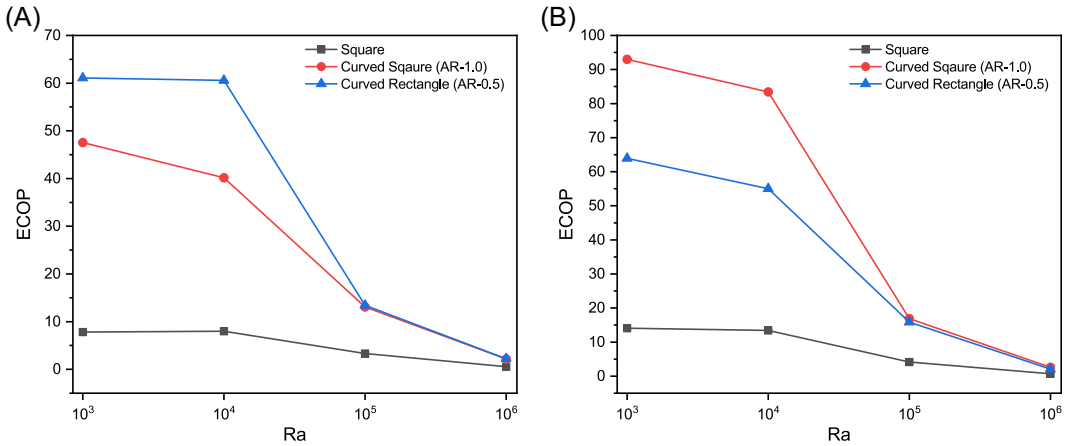 (A)
70
60
50
40
30
20
10
0
ECOP
Square
Curved Sqaure (AR-1.0)
Curved Rectangle (AR-0.5)
10³
10⁴
10⁵
10⁶
Ra
(B)
100
90
80
70
60
50
40
30
20
10
0
ECOP
Square
Curved Sqaure (AR-1.0)
Curved Rectangle (AR-0.5)
10³
10⁴
10⁵
10⁶
Ra